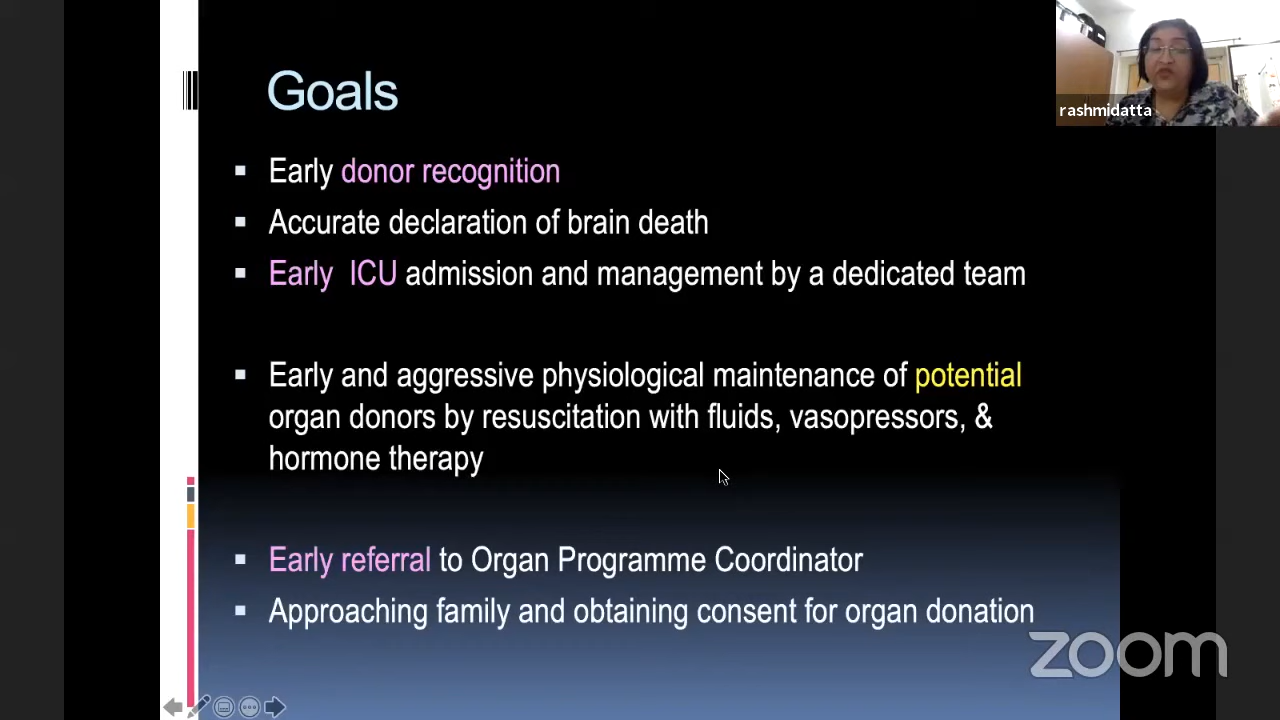 Goals
rashmidatta
Early donor recognition
Accurate declaration of brain death
Early ICU admission and management by a dedicated team
Early and aggressive physiological maintenance of potential
organ donors by resuscitation with fluids, vasopressors, &
hormone therapy
Early referral to Organ Programme Coordinator
Approaching family and obtaining consent for organ donation
zoom